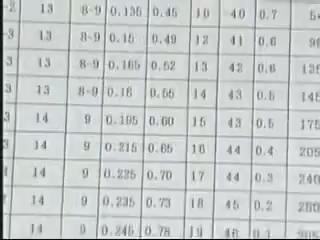 -2 13 8-9 0.135 0.45 10 40 0.7
-3 13 8-9 0.15 0.49 12 41 0.6
-3 13 8-9 0.165 0.52 13 42 0.6
3 13 8-9 0.18 0.55 14 43 0.5
3 14 9 0.195 0.60 15 43 0.5 175
14 9 0.215 0.65 16 44 0.4 205
14 9 0.225 0.70 17 44 0.3 240
14 9 0.235 0.73 18 45 0.2
14 9 0.245 0.78 19 46